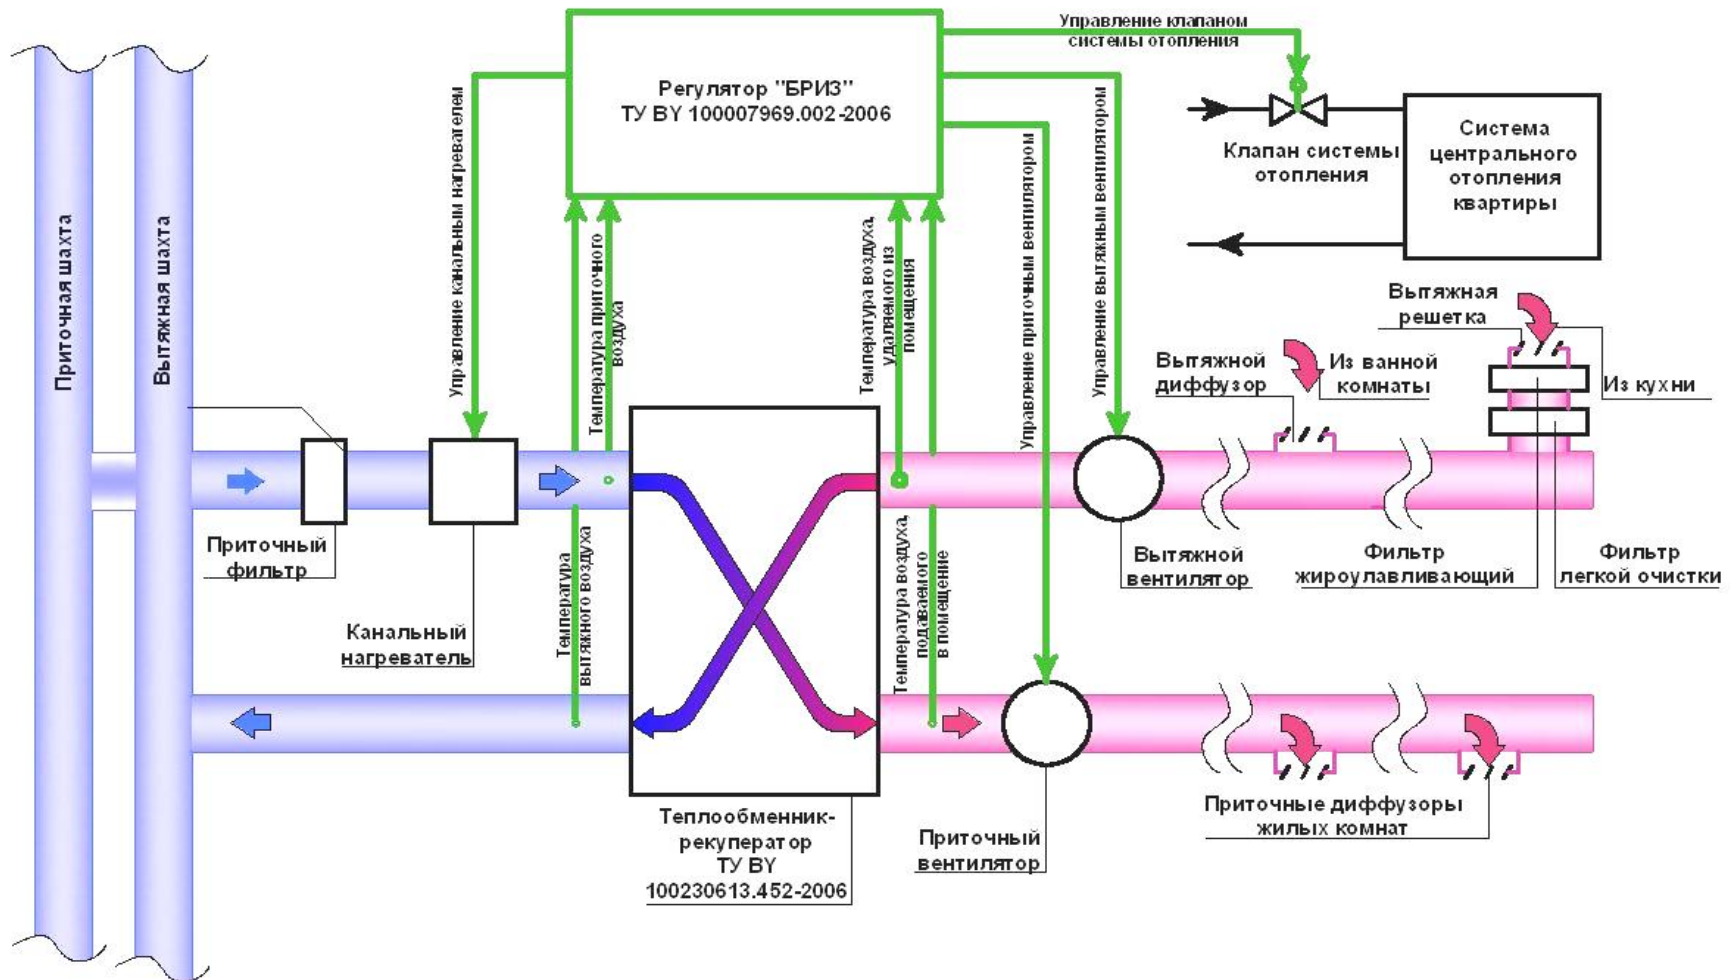 Управление клапаном
системы отопления
Регулятор "БРИЗ"
ТУ BY 100007969.002-2006
Клапан системы
отопления
Система
центрального
отопления
квартиры
Приточная шахта
Вытяжная шахта
Управление канальным нагревателем
Температура приточного
воздуха
Температура воздуха,
удаляемого из
помещения
Управление приточным вентилятором
Управление вытяжным вентилятором
Вытяжная
решетка
Вытяжной
диффузор
Из ванной
комнаты
Из кухни
Приточный
фильтр
Канальный
нагреватель
Температура
вытяжного воздуха
Температура воздуха,
подаваемого
в помещение
Вытяжной
вентилятор
Фильтр
жироулавливающий
Фильтр
легкой очистки
Теплообменник-
рекуператор
ТУ BY
100230613.452-2006
Приточный
вентилятор
Приточные диффузоры
жилых комнат